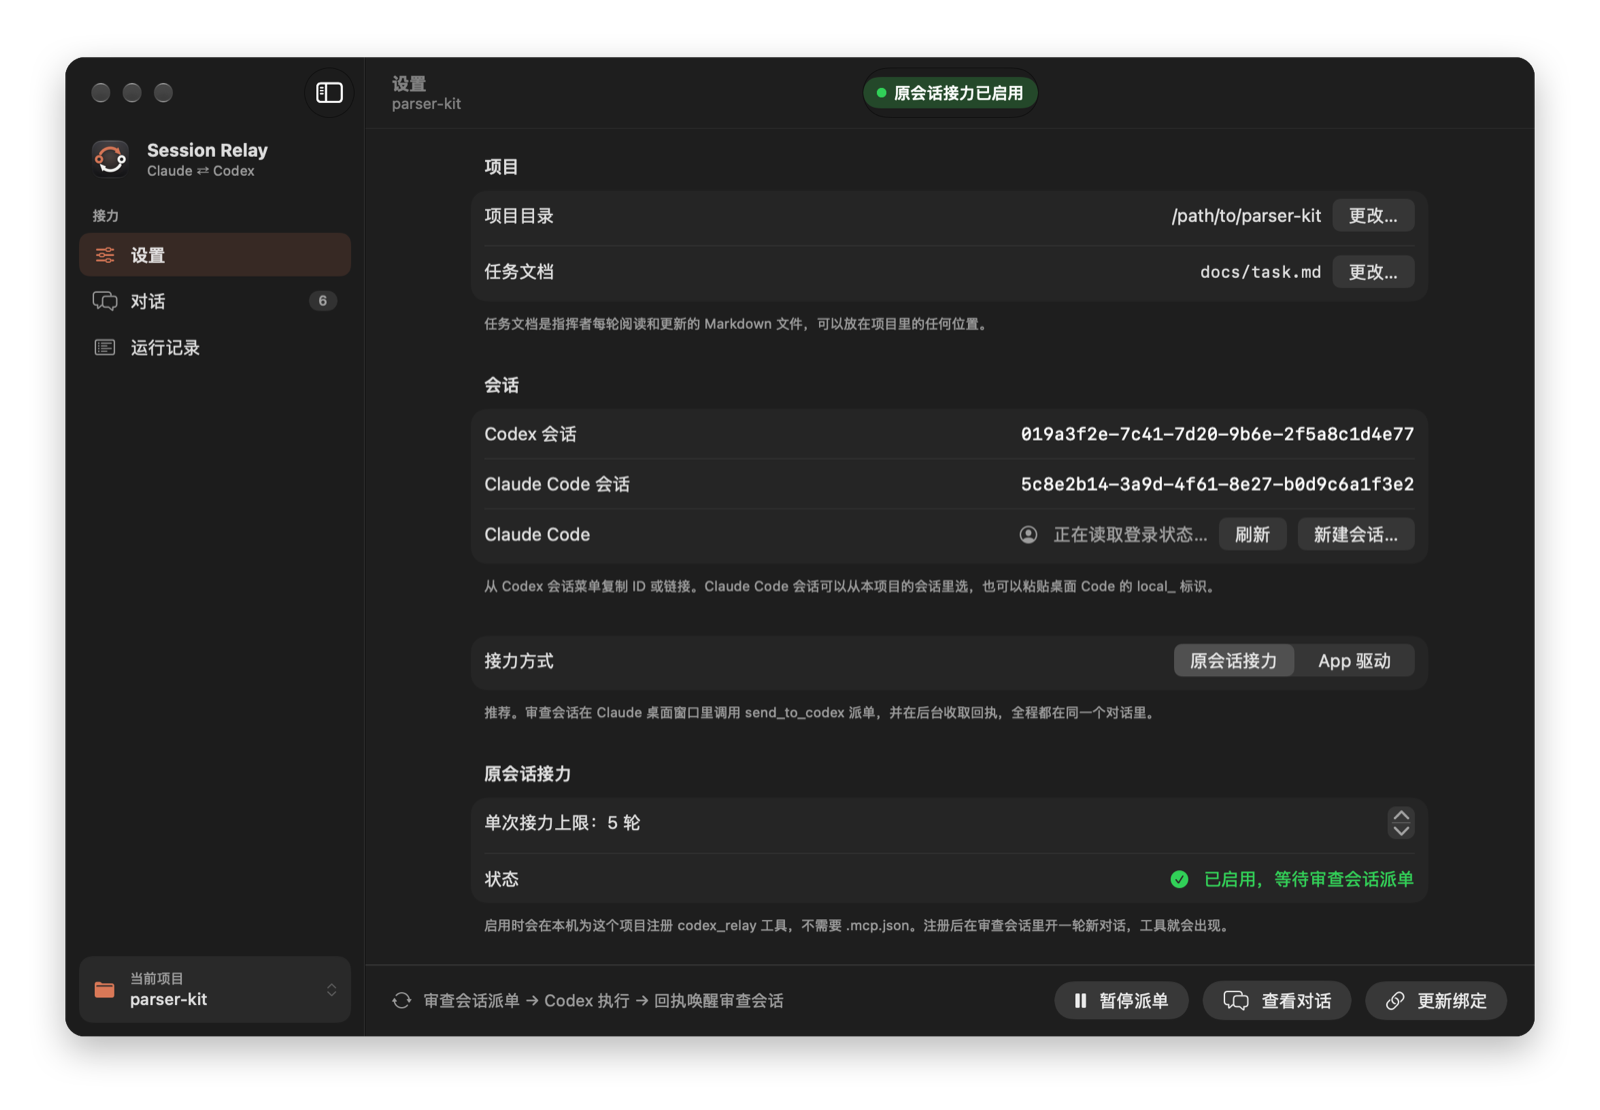 设置
parser-kit
原会话接力已启用
Session Relay
Claude ⇄ Codex
接力
设置
对话 6
运行记录
当前项目
parser-kit
项目
项目目录 /path/to/parser-kit 更改...
任务文档 docs/task.md 更改...
任务文档是指挥者每轮阅读和更新的 Markdown 文件，可以放在项目里的任何位置。
会话
Codex 会话 019a3f2e-7c41-7d20-9b6e-2f5a8c1d4e77
Claude Code 会话 5c8e2b14-3a9d-4f61-8e27-b0d9c6a1f3e2
Claude Code 正在读取登录状态... 刷新 新建会话...
从 Codex 会话菜单复制 ID 或链接。Claude Code 会话可以从本项目的会话里选，也可以粘贴桌面 Code 的 local_ 标识。
接力方式 原会话接力 App 驱动
推荐。审查会话在 Claude 桌面窗口里调用 send_to_codex 派单，并在后台收取回执，全程都在同一个对话里。
原会话接力
单次接力上限：5 轮
状态 已启用，等待审查会话派单
启用时会在本机为这个项目注册 codex_relay 工具，不需要 .mcp.json。注册后在审查会话里开一轮新对话，工具就会出现。
审查会话派单 → Codex 执行 → 回执唤醒审查会话 暂停派单 查看对话 更新绑定